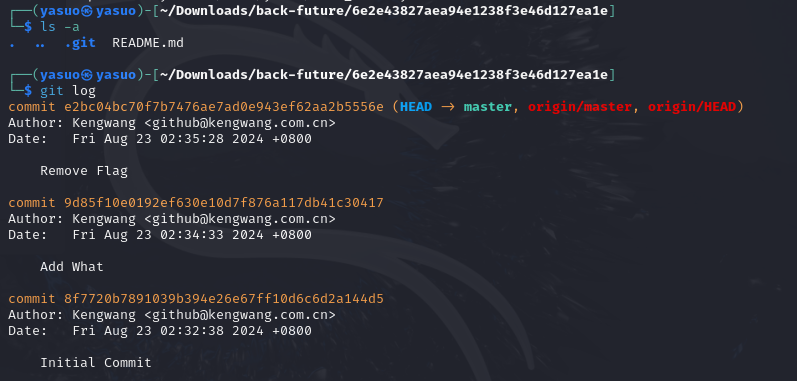 ┌──(yasuo㉿yasuo)-[~/Downloads/back-future/6e2e43827aea94e1238f3e46d127ea1e]
└─$ ls -a
.  ..  .git  README.md
┌──(yasuo㉿yasuo)-[~/Downloads/back-future/6e2e43827aea94e1238f3e46d127ea1e]
└─$ git log
commit e2bc04bc70f7b7476ae7ad0e943ef62aa2b5556e (HEAD -> master, origin/master, origin/HEAD)
Author: Kengwang <github@kengwang.com.cn>
Date:   Fri Aug 23 02:35:28 2024 +0800
    Remove Flag
commit 9d85f10e0192ef630e10d7f876a117db41c30417
Author: Kengwang <github@kengwang.com.cn>
Date:   Fri Aug 23 02:34:33 2024 +0800
    Add What
commit 8f7720b7891039b394e26e67ff10d6c6d2a144d5
Author: Kengwang <github@kengwang.com.cn>
Date:   Fri Aug 23 02:32:38 2024 +0800
    Initial Commit